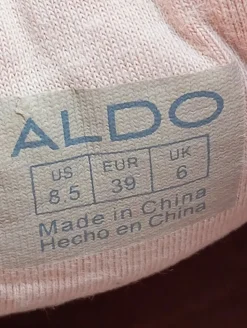 ALDO
US EUR UK
8.5 39 6
Made in China
Hecho en China